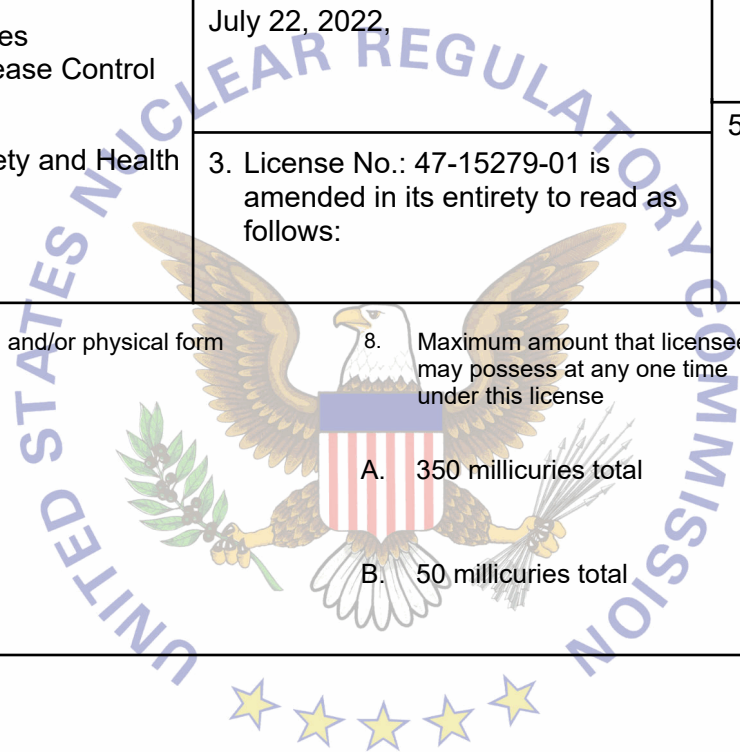 es
ease Control
ety and Health
July 22, 2022,
3. License No.: 47-15279-01 is
amended in its entirety to read as
follows:
5
and/or physical form
8. Maximum amount that licensee
may possess at any one time
under this license
A. 350 millicuries total
B. 50 millicuries total
UNITED STATES NUCLEAR REGULATORY COMMISSION